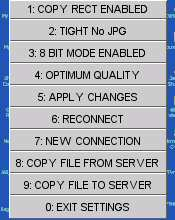 1: COPY RECT ENABLED
2: TIGHT No JPG
3: 8 BIT MODE ENABLED
4: OPTIMUM QUALITY
5: APPLY CHANGES
6: RECONNECT
7: NEW CONNECTION
8: COPY FILE FROM SERVER
9: COPY FILE TO SERVER
0: EXIT SETTINGS